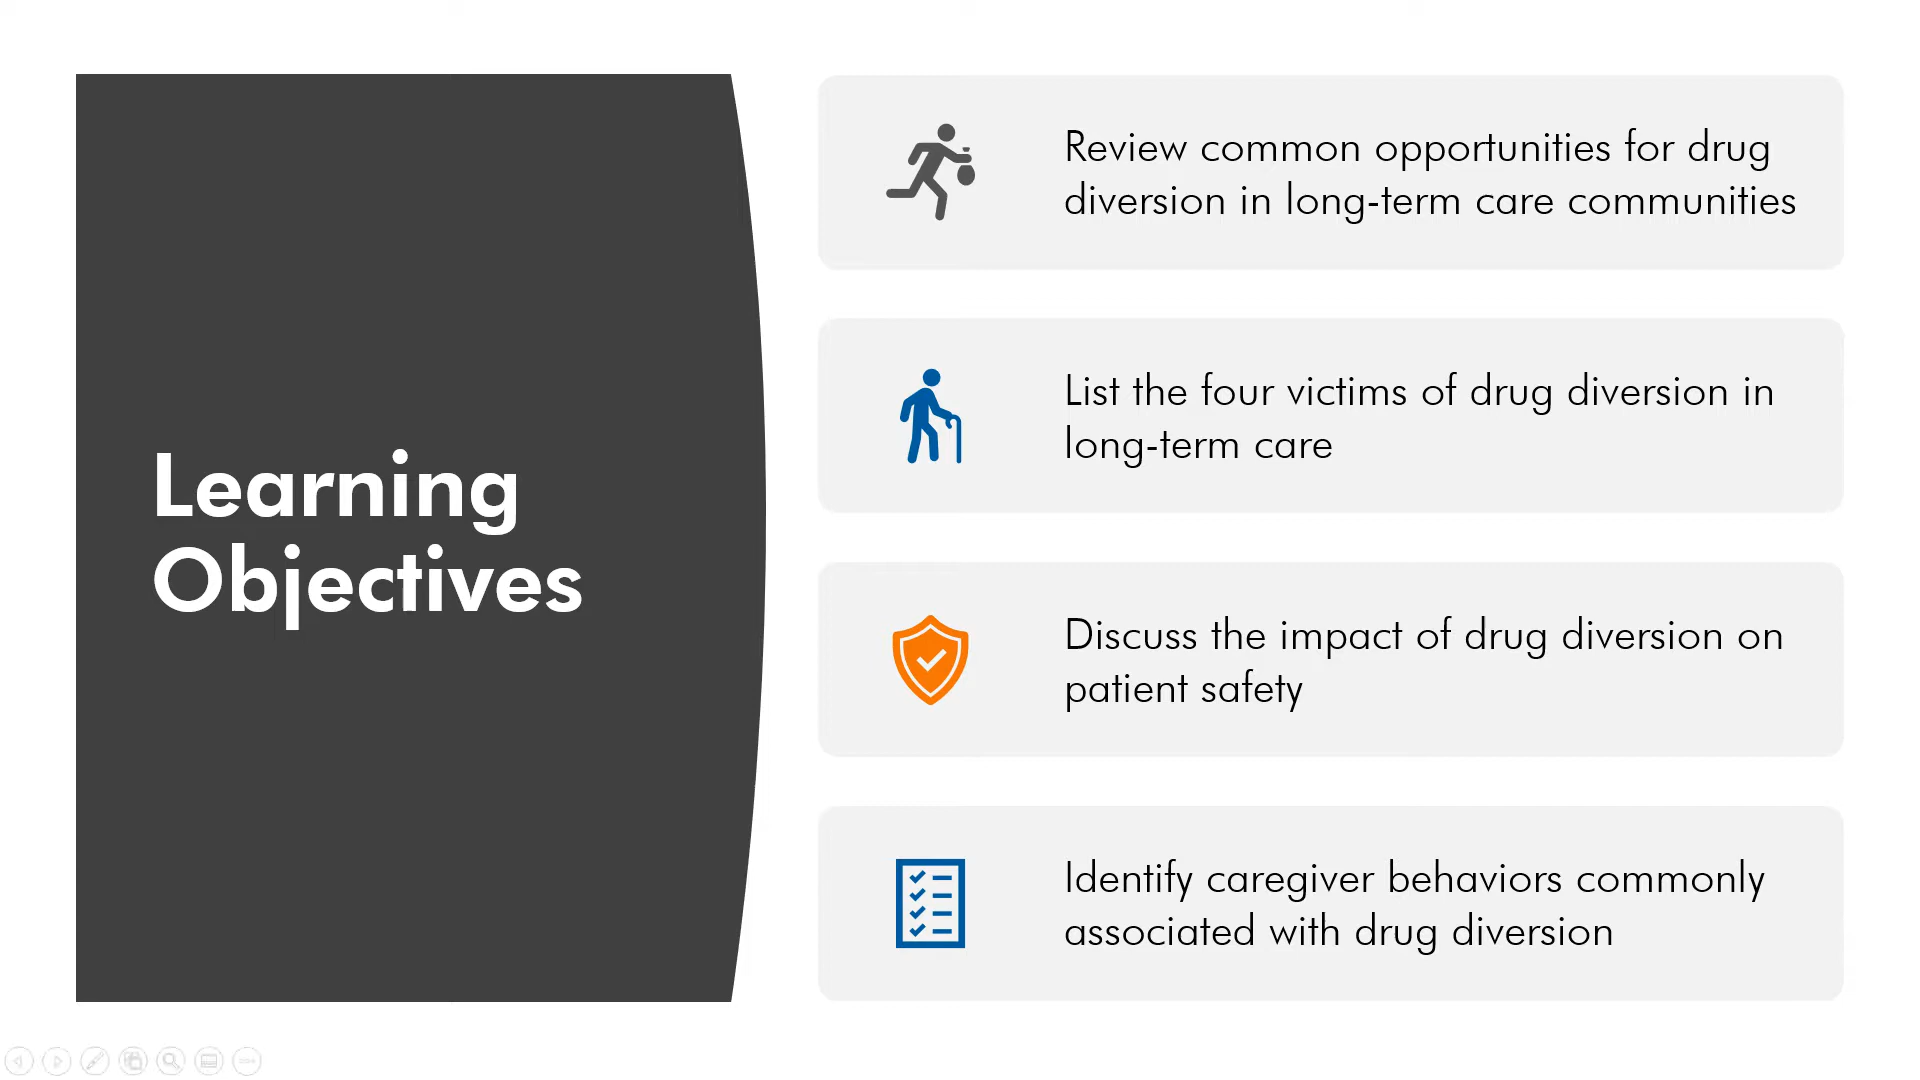 Learning
Objectives
Review common opportunities for drug
diversion in long-term care communities
List the four victims of drug diversion in
long-term care
Discuss the impact of drug diversion on
patient safety
Identify caregiver behaviors commonly
associated with drug diversion